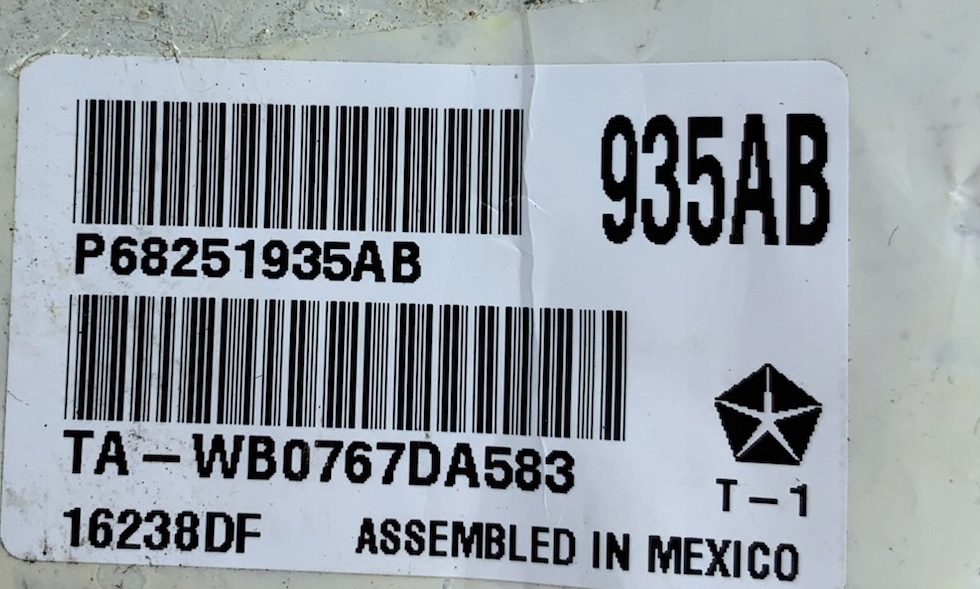 935AB
P68251935AB
TA-WB0767DA583
T-1
16238DF
ASSEMBLED IN MEXICO